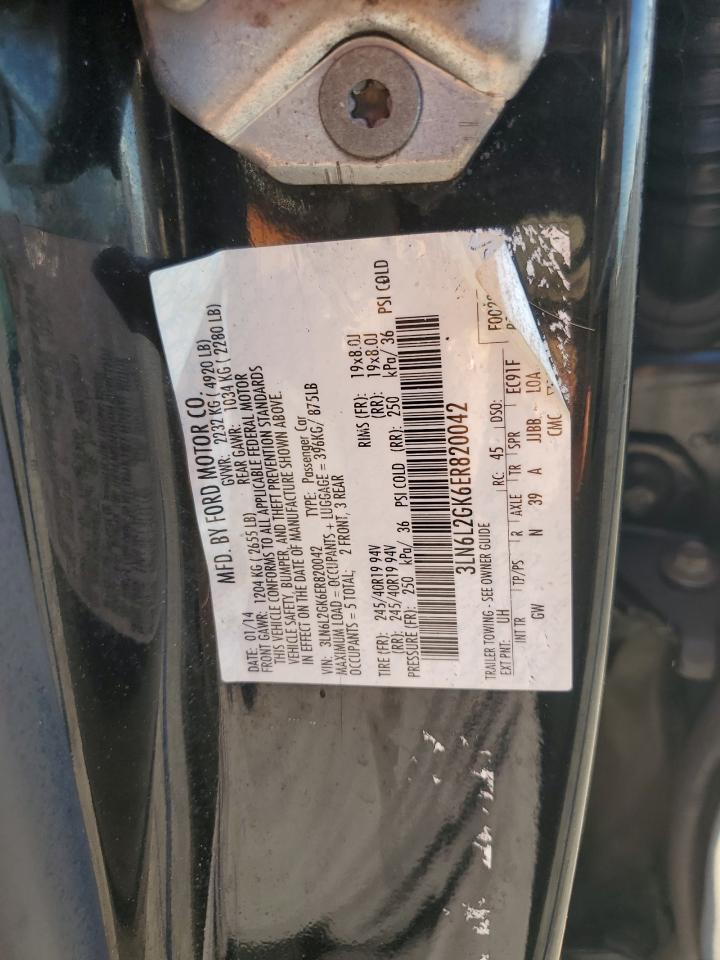 MFD. BY FORD MOTOR CO.
DATE: 01/14 GVWR: 2232 KG ( 4920 LB)
FRONT GAWR: 1204 KG ( 2655 LB) REAR GAWR: 1034 KG ( 2280 LB)
THIS VEHICLE CONFORMS TO ALL APPLICABLE FEDERAL MOTOR
VEHICLE SAFETY, BUMPER, AND THEFT PREVENTION STANDARDS
IN EFFECT ON THE DATE OF MANUFACTURE SHOWN ABOVE.
VIN: 3LN6L2GK6ER820042 TYPE: Passenger Car
MAXIMUM LOAD = OCCUPANTS + LUGGAGE = 396KG/ 875LB
OCCUPANTS = 5 TOTAL; 2 FRONT, 3 REAR
TIRE (FR): 245/40R19 94V RIMS (FR): 19x8.0J
(RR): 245/40R19 94V (RR): 19x8.0J
PRESSURE (FR): 250 kPa/ 36 PSI COLD (RR): 250 kPa/ 36 PSI COLD
3LN6L2GK6ER820042
TRAILER TOWING - SEE OWNER GUIDE
EXT PNT: UH RC: 45 DSO:
INT TR TP/PS R AXLE TR SPR EC91F
GW N 39 A JJBB LOA
CMC